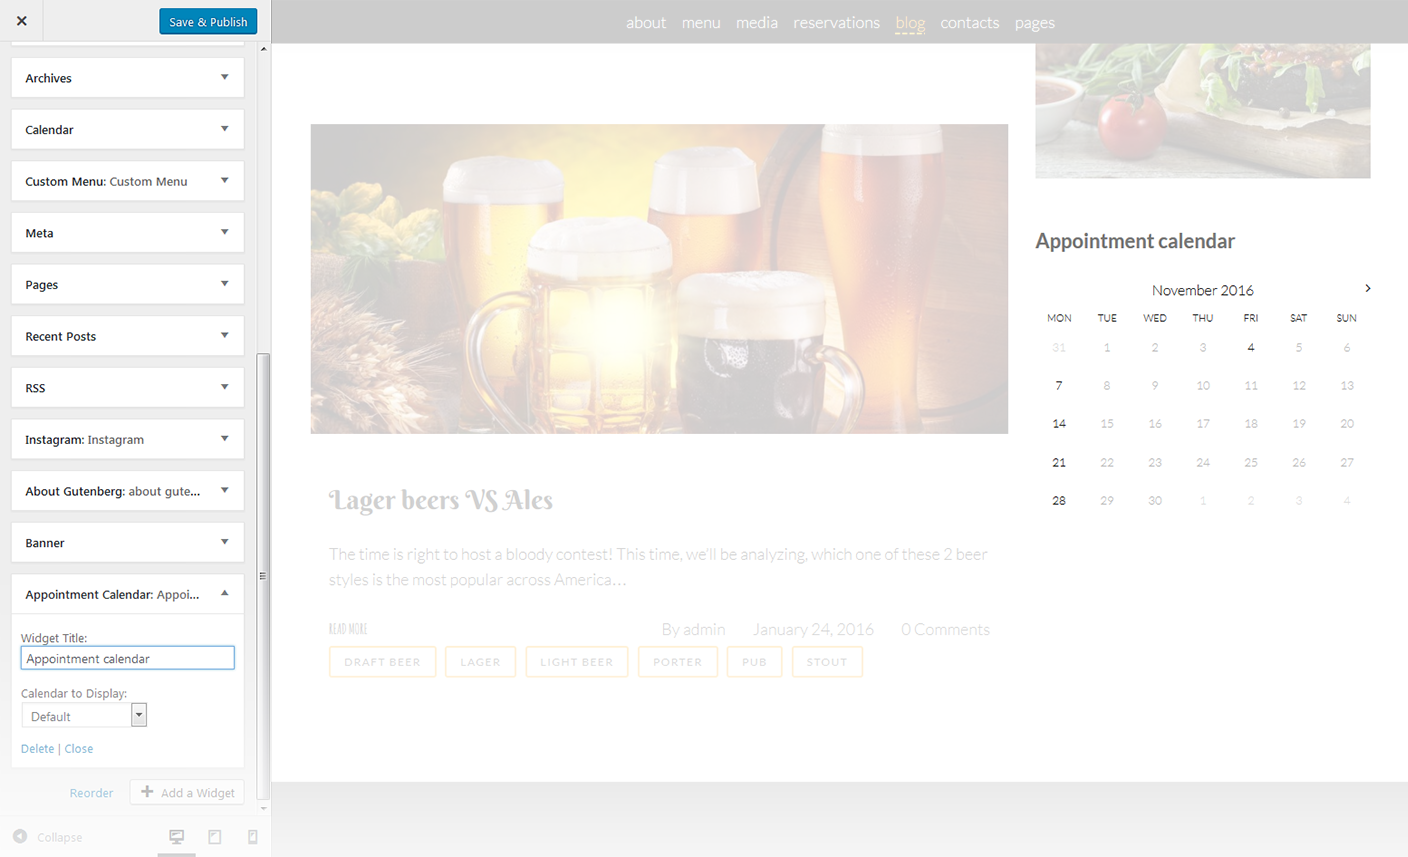 Save & Publish
Archives
Calendar
Custom Menu: Custom Menu
Meta
Pages
Recent Posts
RSS
Instagram: Instagram
About Gutenberg: about gute...
Banner
Appointment Calendar: Appoi...
Widget Title:
Appointment calendar
Calendar to Display:
Default
Delete | Close
Reorder
Add a Widget
Collapse
about menu media reservations blog contacts pages
Lager beers VS Ales
The time is right to host a bloody contest! This time, we'll be analyzing, which one of these 2 beer
styles is the most popular across America…
READ MORE
By admin January 24, 2016 0 Comments
DRAFT BEER LAGER LIGHT BEER PORTER PUB STOUT
Appointment calendar
November 2016
MON TUE WED THU FRI SAT SUN
31 1 2 3 4 5 6
7 8 9 10 11 12 13
14 15 16 17 18 19 20
21 22 23 24 25 26 27
28 29 30 1 2 3 4